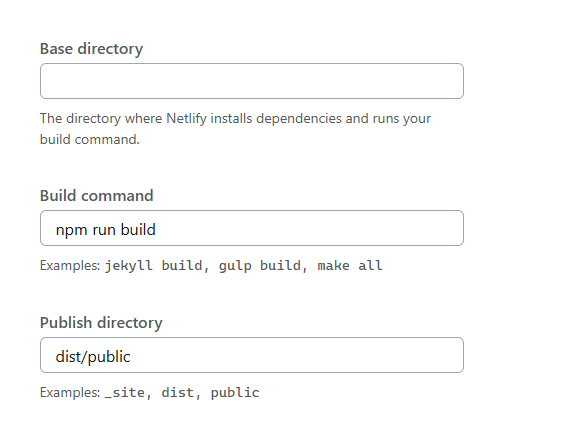 Base directory
The directory where Netlify installs dependencies and runs your
build command.
Build command
npm run build
Examples: jekyll build, gulp build, make all
Publish directory
dist/public
Examples: _site, dist, public